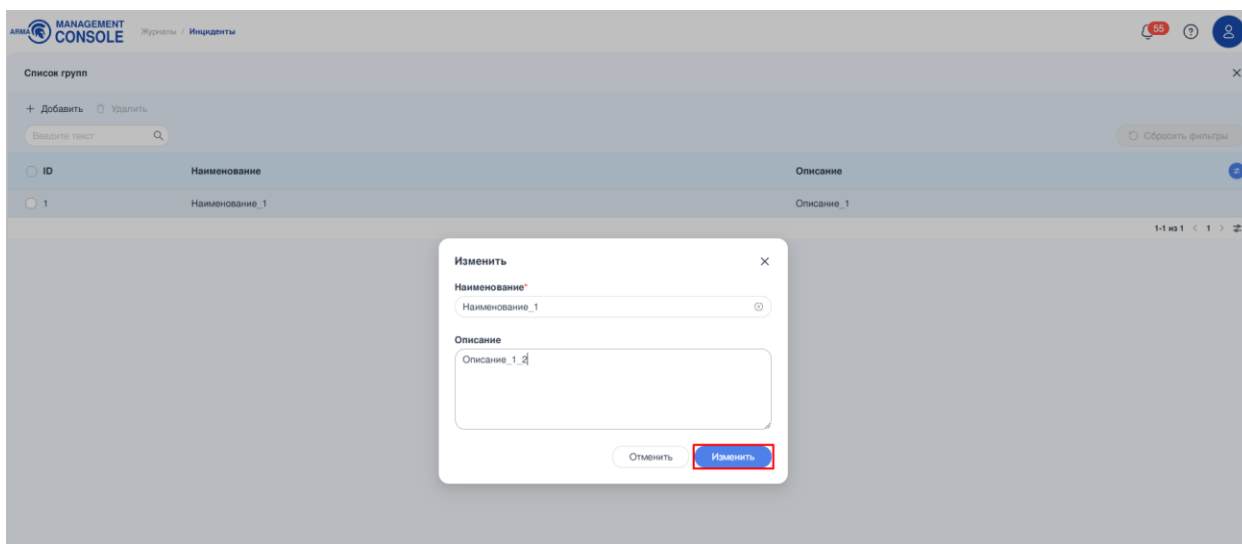 ARMA MANAGEMENT CONSOLE Журналы / Инциденты 55 ?
Список групп
+ Добавить Удалить
Введите текст Сбросить фильтры
ID Наименование Описание
1 Наименование_1 Описание_1
1-1 из 1 < 1 >
Изменить
Наименование*
Наименование_1
Описание
Описание_1_2
Отменить Изменить